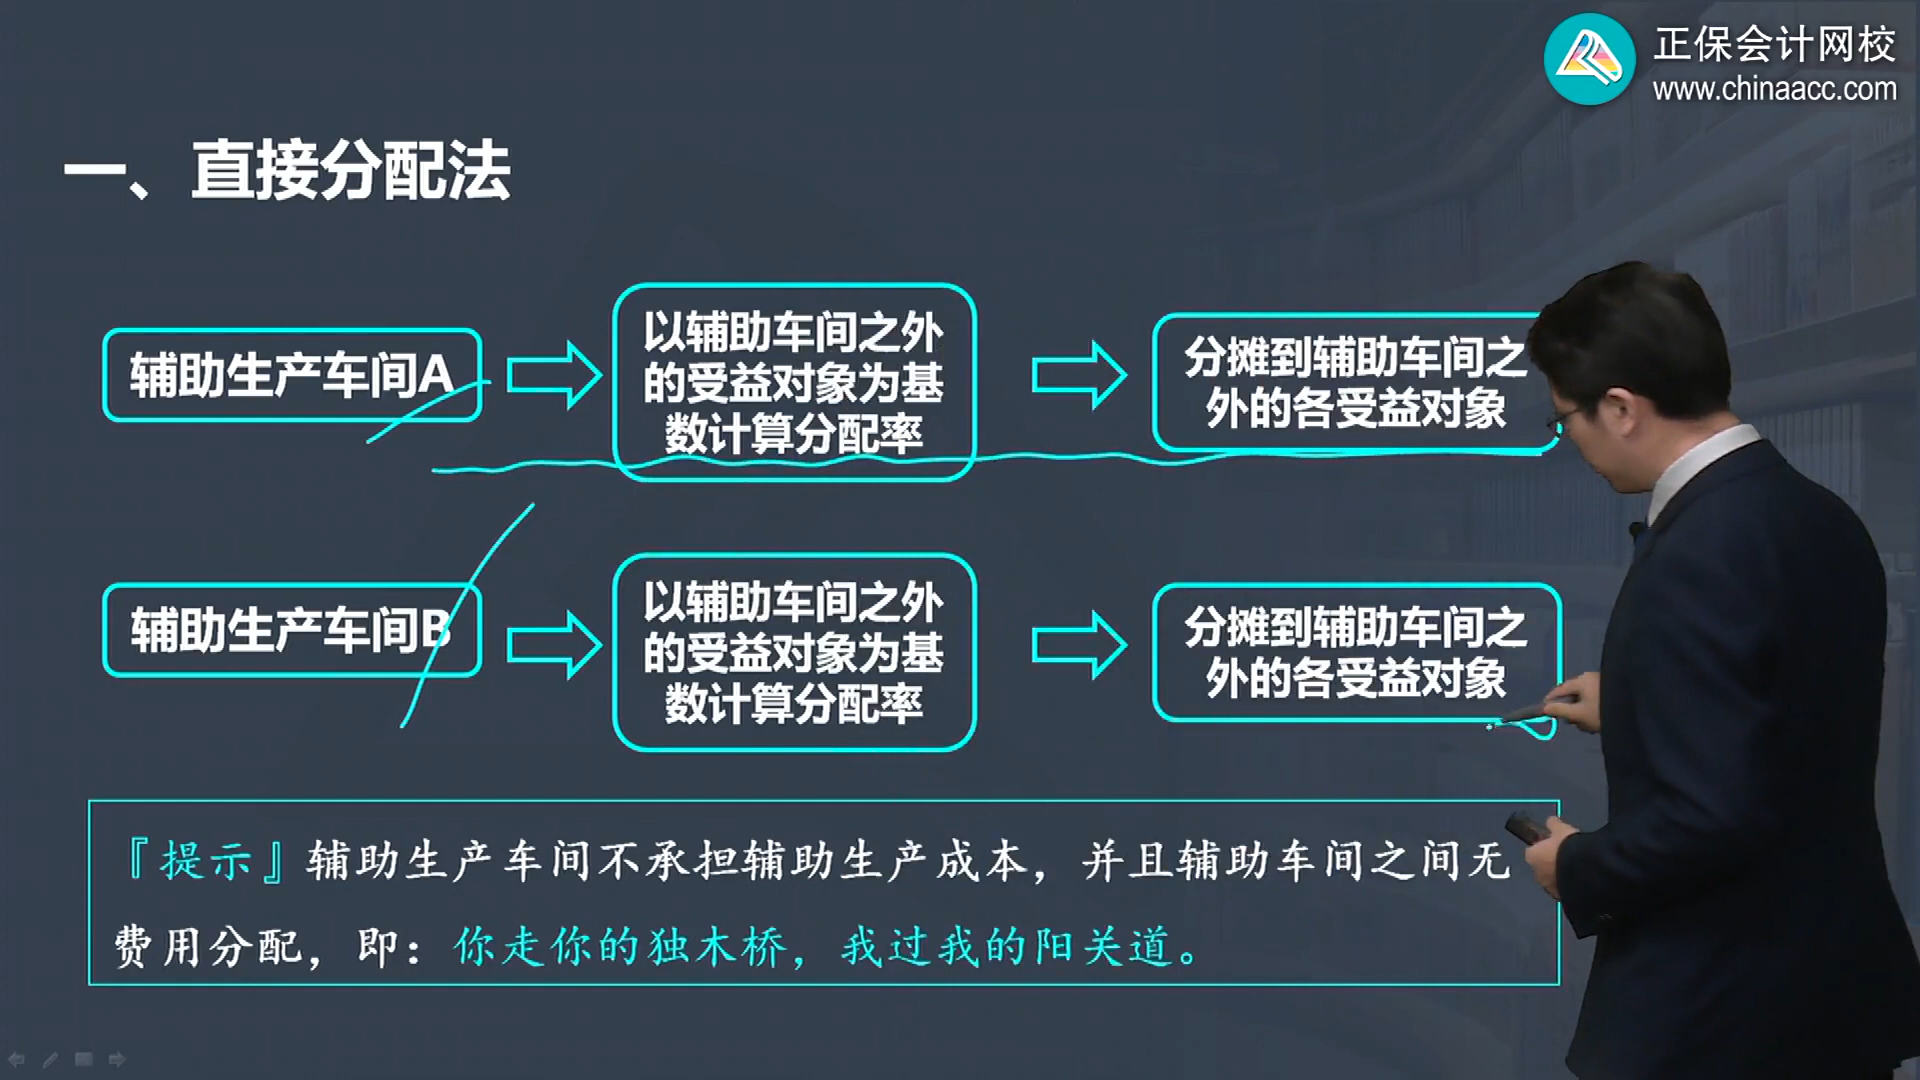 正保会计网校
www.chinaacc.com
一、直接分配法
辅助生产车间A
以辅助车间之外
的受益对象为基
数计算分配率
分摊到辅助车间之
外的各受益对象
辅助生产车间B
以辅助车间之外
的受益对象为基
数计算分配率
分摊到辅助车间之
外的各受益对象
『提示』辅助生产车间不承担辅助生产成本，并且辅助车间之间无
费用分配，即：你走你的独木桥，我过我的阳关道。